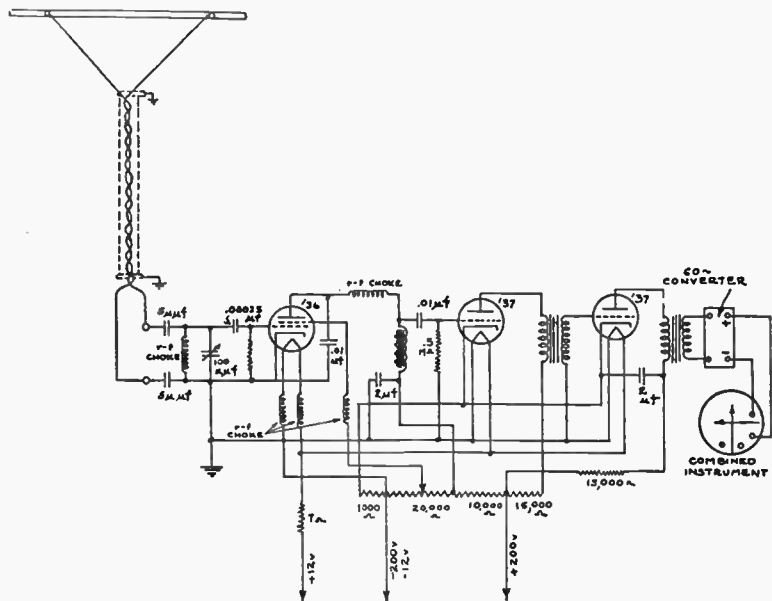 60~
CONVERTER
+
-
COMBINED
INSTRUMENT
'36
'37
'37
r-f CHOKE
5μμf
.00025
μf
r-f
CHOKE
100
μμf
5μμf
.01
μf
.01μf
.5
MΩ
2μf
2
μf
r-f
CHOKE
15,000Ω
1000
Ω
20,000
Ω
10,000
Ω
15,000
Ω
7Ω
+12v
-200v
-12v
+200v